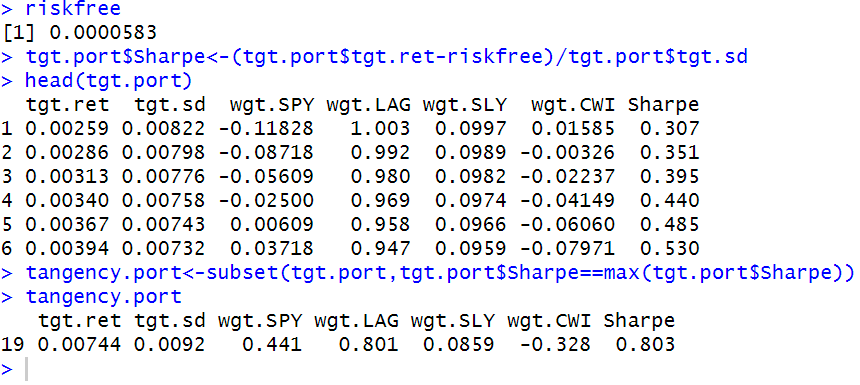 > riskfree
[1] 0.0000583
> tgt.port$Sharpe<-(tgt.port$tgt.ret-riskfree)/tgt.port$tgt.sd
> head(tgt.port)
  tgt.ret  tgt.sd  wgt.SPY wgt.LAG wgt.SLY  wgt.CWI Sharpe
1 0.00259 0.00822 -0.11828   1.003  0.0997  0.01585  0.307
2 0.00286 0.00798 -0.08718   0.992  0.0989 -0.00326  0.351
3 0.00313 0.00776 -0.05609   0.980  0.0982 -0.02237  0.395
4 0.00340 0.00758 -0.02500   0.969  0.0974 -0.04149  0.440
5 0.00367 0.00743  0.00609   0.958  0.0966 -0.06060  0.485
6 0.00394 0.00732  0.03718   0.947  0.0959 -0.07971  0.530
> tangency.port<-subset(tgt.port,tgt.port$Sharpe==max(tgt.port$Sharpe))
> tangency.port
   tgt.ret tgt.sd wgt.SPY wgt.LAG wgt.SLY wgt.CWI Sharpe
19 0.00744 0.0092   0.441   0.801  0.0859  -0.328  0.803
>